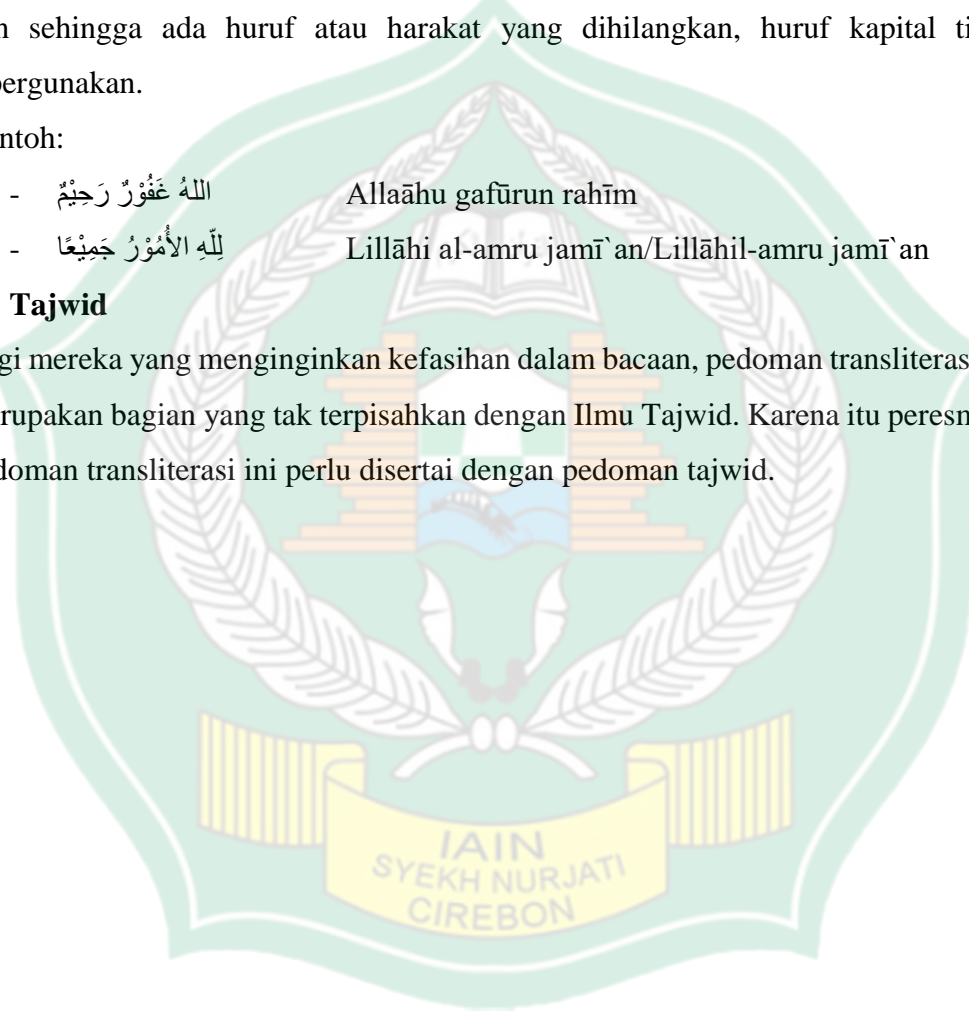 sehingga ada huruf atau harakat yang dihilangkan, huruf kapital
pergunakan.
ntoh:
- اللهُ غَفُوْرٌ رَحِيْمٌ Allaāhu gafūrun rahīm
- لِلّهِ الأُمُوْرُ جَمِيْعًا Lillāhi al-amru jamī`an/Lillāhil-amru jamī`an
Tajwid
gi mereka yang menginginkan kefasihan dalam bacaan, pedoman transliteras
rupakan bagian yang tak terpisahkan dengan Ilmu Tajwid. Karena itu peresm
doman transliterasi ini perlu disertai dengan pedoman tajwid.
IAIN
SYEKH NURJATI
CIREBON